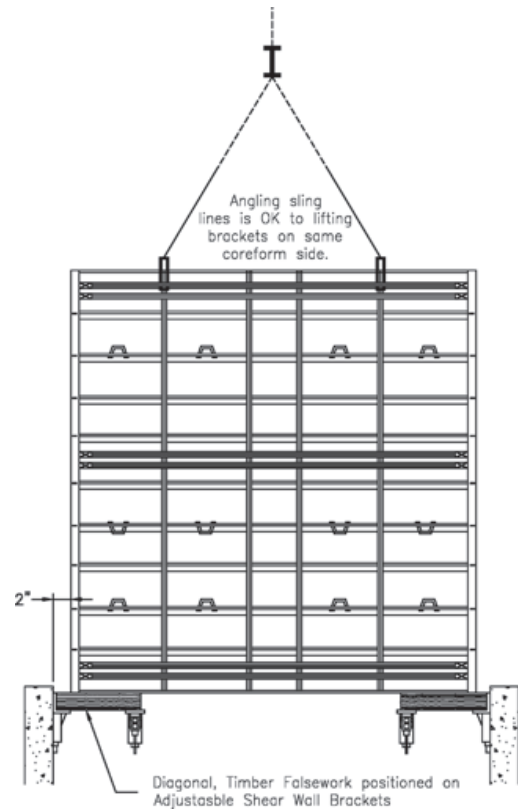 Angling sling
lines is OK to lifting
brackets on same
coreform side.
2"
Diagonal, Timber Falsework positioned on
Adjustasble Shear Wall Brackets